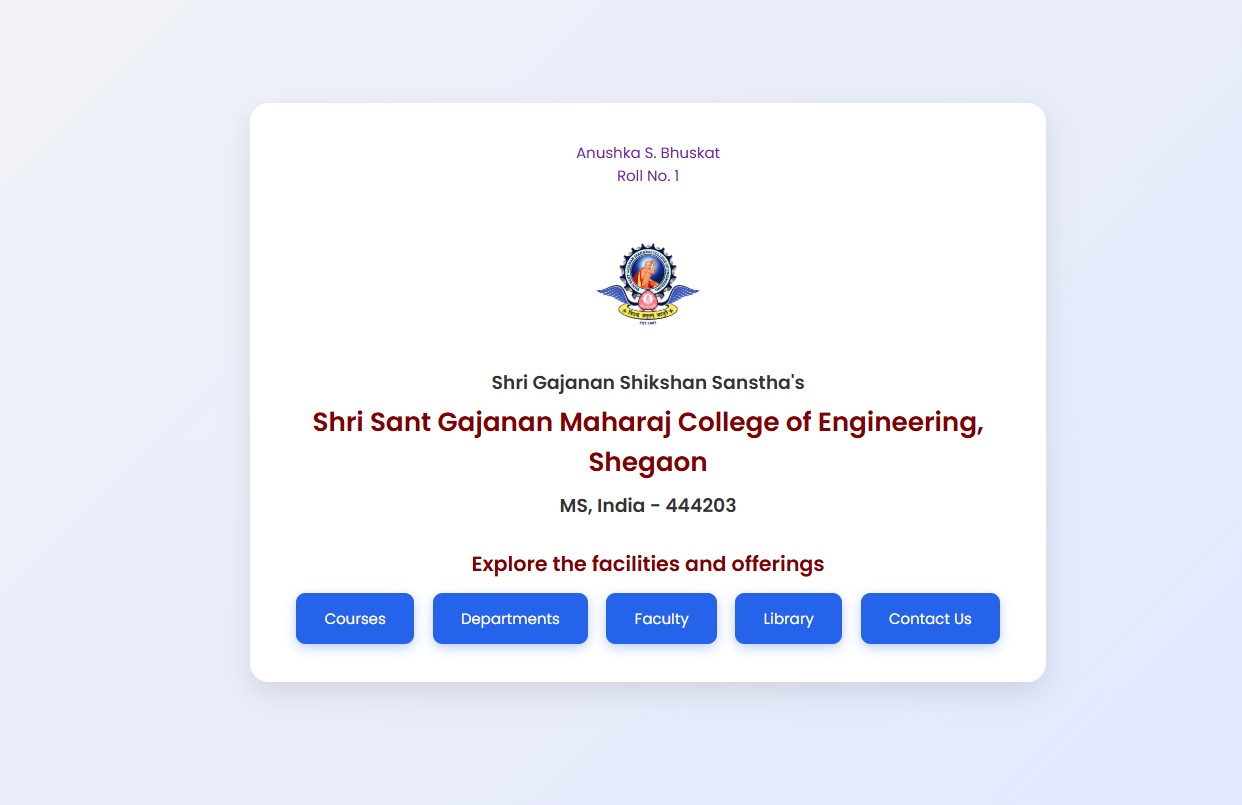 Anushka S. Bhuskat
Roll No. 1
Shri Gajanan Shikshan Sanstha's
Shri Sant Gajanan Maharaj College of Engineering,
Shegaon
MS, India - 444203
Explore the facilities and offerings
Courses
Departments
Faculty
Library
Contact Us